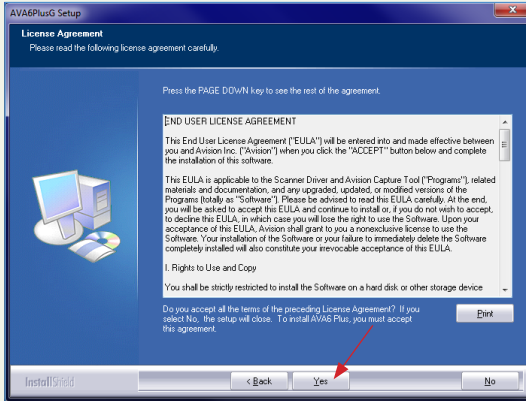 AVA6PlusG Setup
License Agreement
Please read the following license agreement carefully.
Press the PAGE DOWN key to see the rest of the agreement.
END USER LICENSE AGREEMENT
This End User License Agreement ("EULA") will be entered into and made effective between
you and Avision Inc. ("Avision") when you click the "ACCEPT" button below and complete
the installation of this software.
This EULA is applicable to the Scanner Driver and Avision Capture Tool ("Programs"), related
materials and documentation, and any upgraded, updated, or modified versions of the
Programs (totally as "Software"). Please be advised to read this EULA carefully. At the end,
you will be asked to accept this EULA and continue to install or, if you do not wish to accept,
to decline this EULA, in which case you will lose the right to use the Software. Upon your
acceptance of this EULA, Avision shall grant to you a nonexclusive license to use the
Software. Your installation of the Software or your failure to immediately delete the Software
completely installed will also constitute your irrevocable acceptance of this EULA.
I. Rights to Use and Copy
You shall be strictly restricted to install the Software on a hard disk or other storage device
Do you accept all the terms of the preceding License Agreement? If you
select No, the setup will close. To install AVA6 Plus, you must accept
this agreement.
Print
InstallShield
< Back
Yes
No